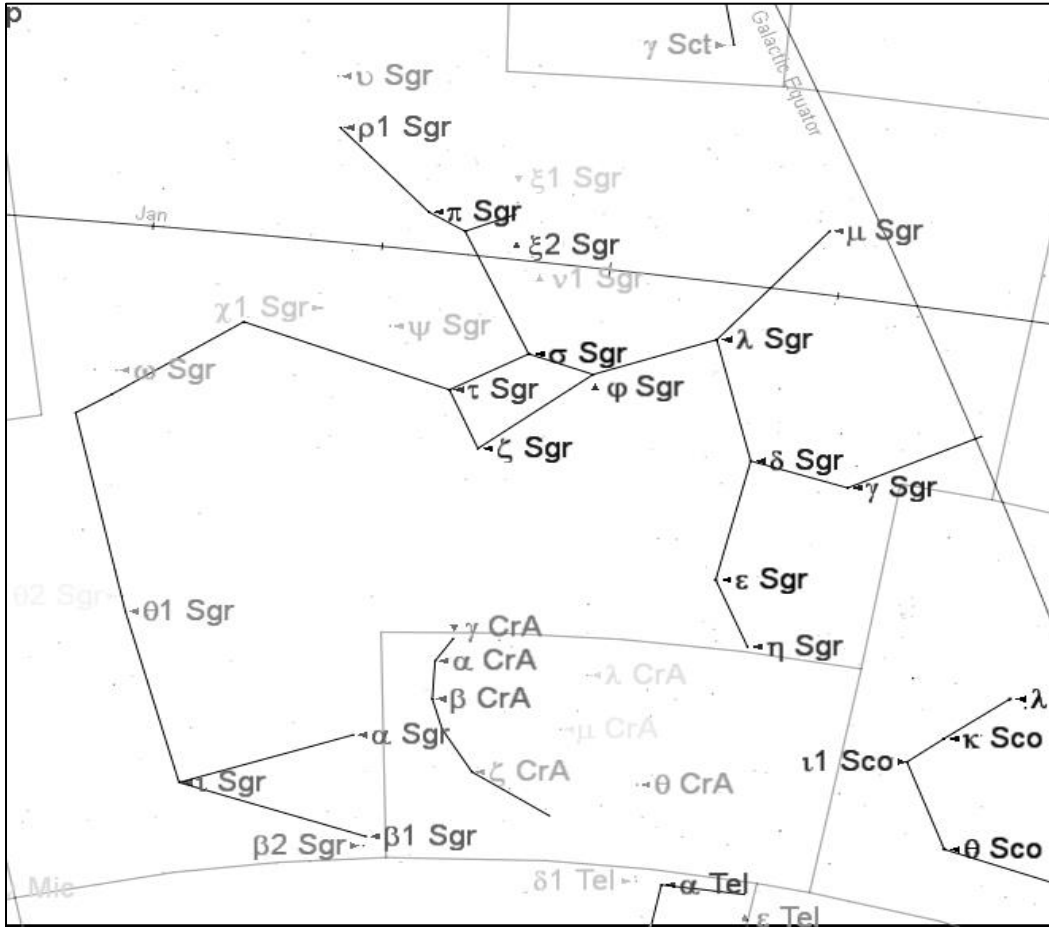 p
γ Sct
Galactic Equator
υ Sgr
ρ1 Sgr
ξ1 Sgr
Jan
π Sgr
μ Sgr
ξ2 Sgr
ν1 Sgr
χ1 Sgr
ψ Sgr
λ Sgr
σ Sgr
ω Sgr
τ Sgr
φ Sgr
ζ Sgr
δ Sgr
γ Sgr
ε Sgr
θ2 Sgr
θ1 Sgr
γ CrA
η Sgr
α CrA
λ CrA
β CrA
λ
μ CrA
α Sgr
κ Sco
ι1 Sco
ζ CrA
ι Sgr
θ CrA
β1 Sgr
β2 Sgr
θ Sco
δ1 Tel
α Tel
Mic
ε Tel